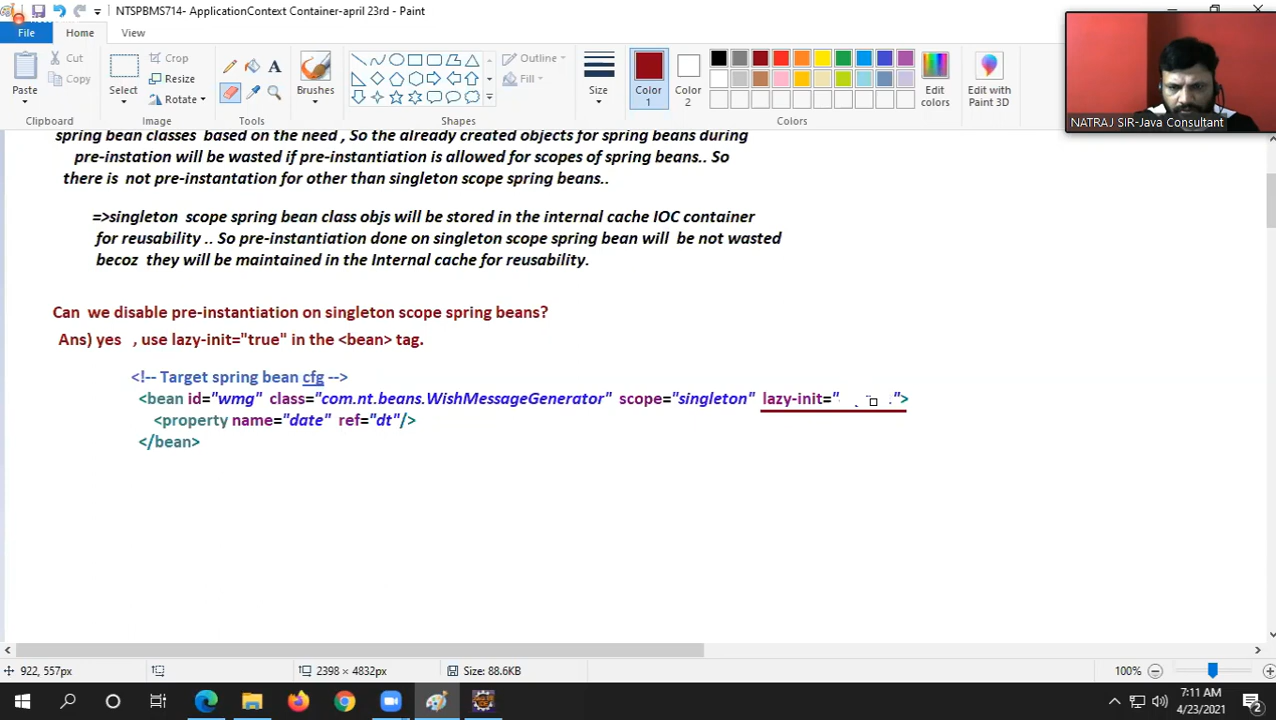 NTSPBMS714- ApplicationContext Container-april 23rd - Paint
File
Home
View
Paste
Cut
Copy
Clipboard
Select
Crop
Resize
Rotate
Image
Tools
Brushes
Outline
Fill
Shapes
Size
Color 1
Color 2
Edit colors
Edit with Paint 3D
Colors
NATRAJ SIR-Java Consultant
spring bean classes based on the need , So the already created objects for spring beans during
pre-instation will be wasted if pre-instantiation is allowed for scopes of spring beans.. So
there is not pre-instantation for other than singleton scope spring beans..
=>singleton scope spring bean class objs will be stored in the internal cache IOC container
for reusability .. So pre-instantiation done on singleton scope spring bean will be not wasted
becoz they will be maintained in the Internal cache for reusability.
Can we disable pre-instantiation on singleton scope spring beans?
Ans) yes , use lazy-init="true" in the <bean> tag.
<!-- Target spring bean cfg -->
<bean id="wmg" class="com.nt.beans.WishMessageGenerator" scope="singleton" lazy-init=" ">
<property name="date" ref="dt"/>
</bean>
922, 557px
2398 × 4832px
Size: 88.6KB
100%
7:11 AM
4/23/2021
2